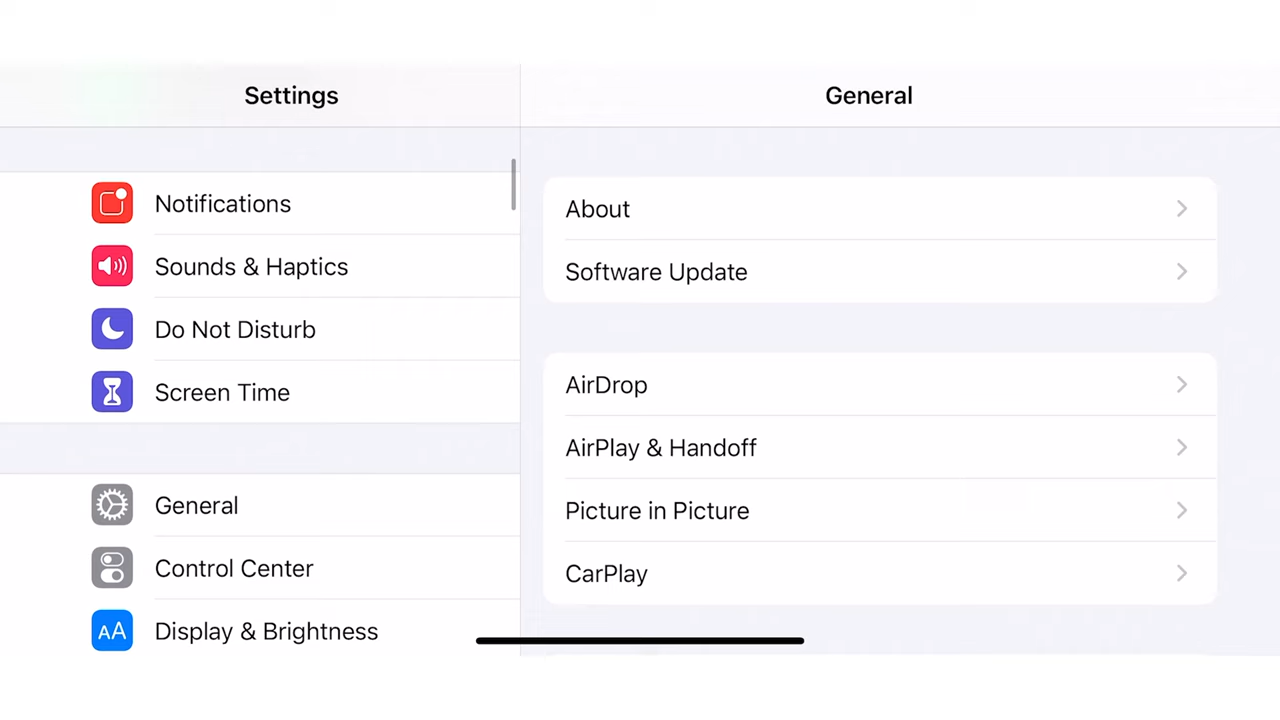 Settings
Notifications
Sounds & Haptics
Do Not Disturb
Screen Time
General
Control Center
AA
Display & Brightness
General
About
Software Update
AirDrop
AirPlay & Handoff
Picture in Picture
CarPlay